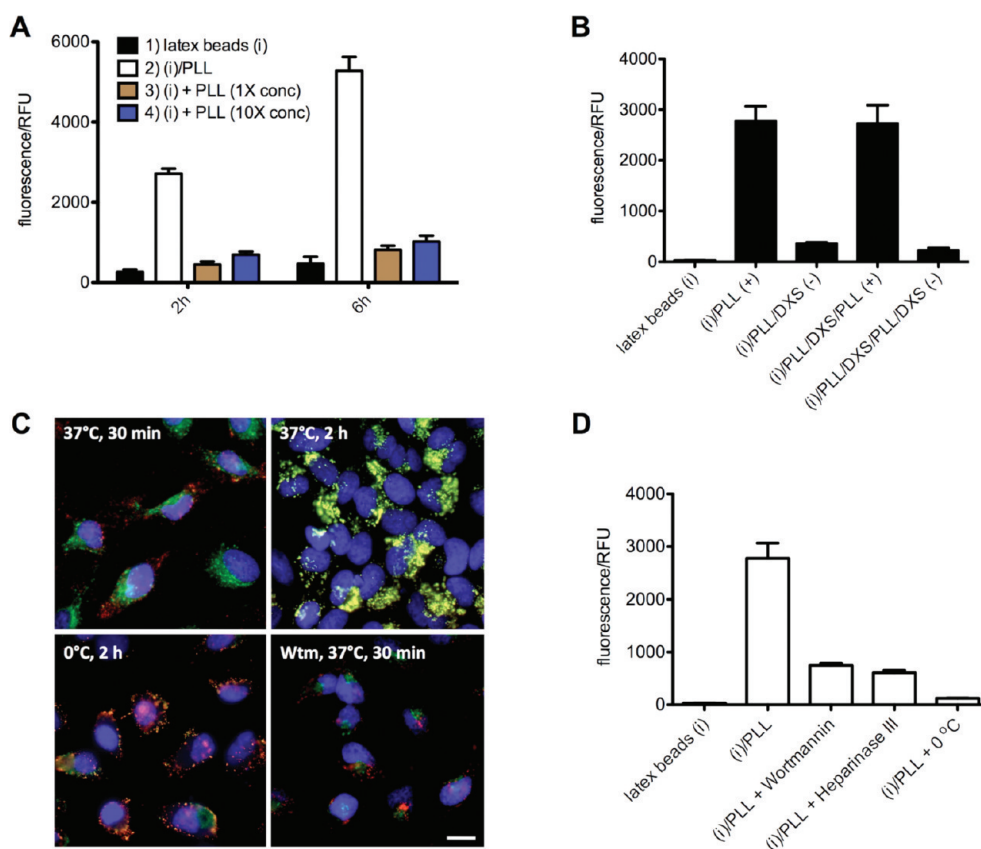 A
fluorescence/RFU
6000
4000
2000
0
1) latex beads (i)
2) (i)/PLL
3) (i) + PLL (1X conc)
4) (i) + PLL (10X conc)
2h
6h
B
fluorescence/RFU
4000
3000
2000
1000
0
latex beads (i)
(i)/PLL (+)
(i)/PLL/DXS (-)
(i)/PLL/DXS/PLL (+)
(i)/PLL/DXS/PLL/DXS (-)
C
37°C, 30 min
37°C, 2 h
0°C, 2 h
Wtm, 37°C, 30 min
D
fluorescence/RFU
4000
3000
2000
1000
0
latex beads (i)
(i)/PLL
(i)/PLL + Wortmannin
(i)/PLL + Heparinase III
(i)/PLL + 0 °C